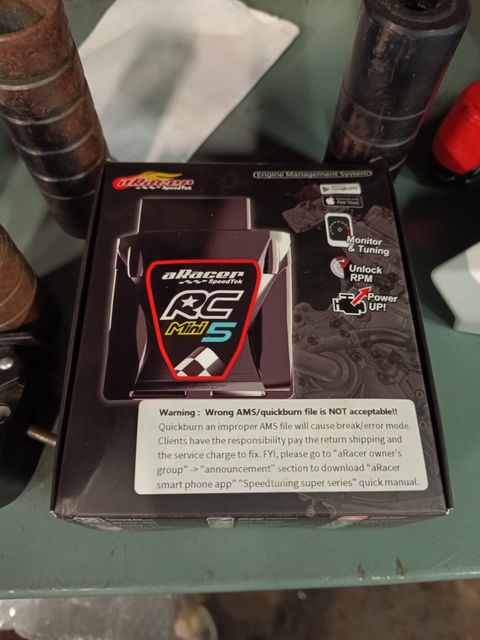 aRacer
SpeedTek
Engine Management System
App Store
Monitor
& Tuning
Unlock
RPM
Power
UP!
aRacer
SpeedTek
RC
Mini 5
Warning : Wrong AMS/quickburn file is NOT acceptable!!
Quickburn an improper AMS file will cause break/error mode.
Clients have the responsibility pay the return shipping and
the service charge to fix. FYI, please go to "aRacer owner's
group" -> "announcement" section to download "aRacer
smart phone app" "Speedtuning super series" quick manual.